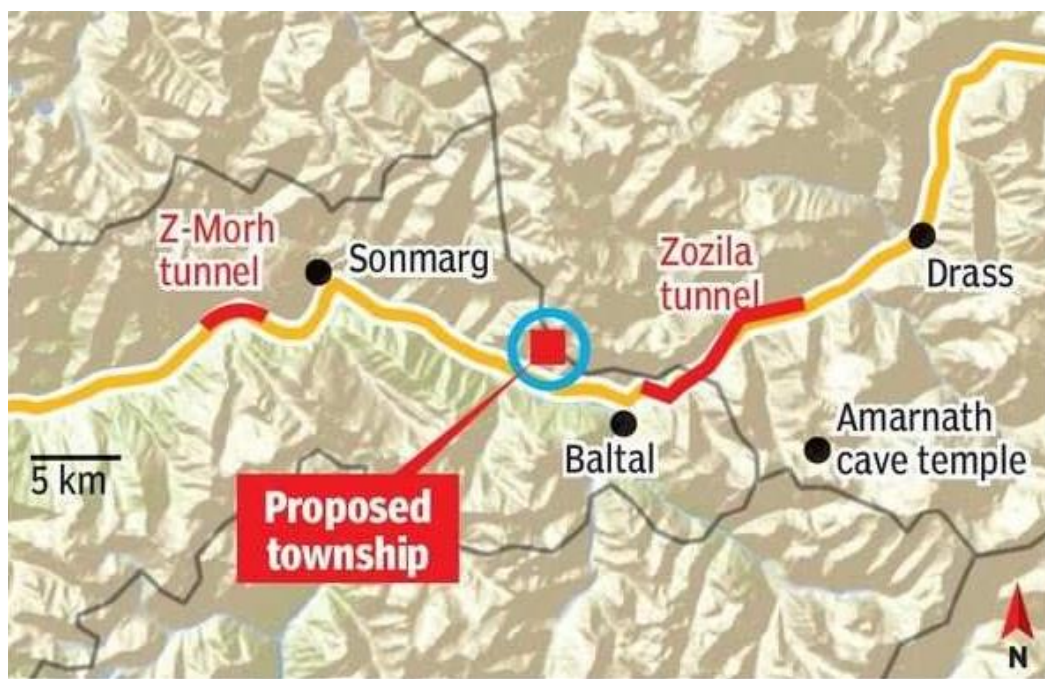 Z-Morh
tunnel
Sonmarg
Zozila
tunnel
Drass
Amarnath
cave temple
Baltal
5 km
Proposed
township
N